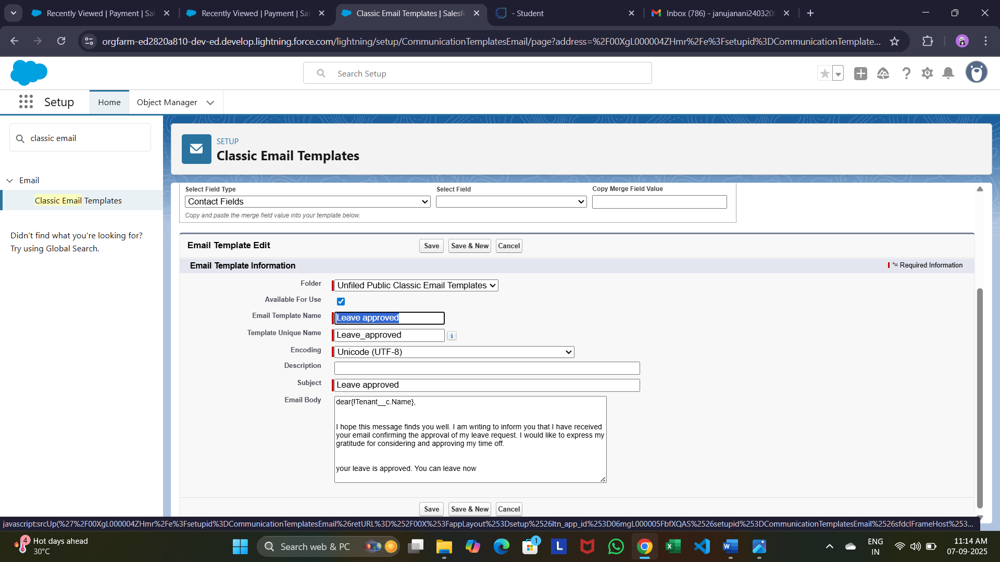 Recently Viewed | Payment | Sal
Recently Viewed | Payment | Sal
Classic Email Templates | Salesfo
- Student
Inbox (786) - janujanani2403200
orgfarm-ed2820a810-dev-ed.develop.lightning.force.com/lightning/setup/CommunicationTemplatesEmail/page?address=%2F00XgL000004ZHmr%2Fe%3Fsetupid%3DCommunicationTemplate...
Search Setup
Setup
Home
Object Manager
classic email
SETUP
Classic Email Templates
Email
Classic Email Templates
Didn't find what you're looking for?
Try using Global Search.
Select Field Type
Select Field
Copy Merge Field Value
Contact Fields
Copy and paste the merge field value into your template below.
Email Template Edit
Save
Save & New
Cancel
Email Template Information
*= Required Information
Folder
Unfiled Public Classic Email Templates
Available For Use
Email Template Name
Leave approved
Template Unique Name
Leave_approved
i
Encoding
Unicode (UTF-8)
Description
Subject
Leave approved
Email Body
dear{!Tenant__c.Name},
I hope this message finds you well. I am writing to inform you that I have received
your email confirming the approval of my leave request. I would like to express my
gratitude for considering and approving my time off.
your leave is approved. You can leave now
Save
Save & New
Cancel
javascript:srcUp(%27%2F00XgL000004ZHmr%2Fe%3Fsetupid%3DCommunicationTemplatesEmail%26retURL%3D%252F00X%253FappLayout%253Dsetup%2526ltn_app_id%253D06mgL000005FbfXQAS%2526setupid%253DCommunicationTemplatesEmail%2526sfdcIFrameHost%253...
4
Hot days ahead
30°C
Search web & PC
1
L
ENG
IN
11:14 AM
07-09-2025